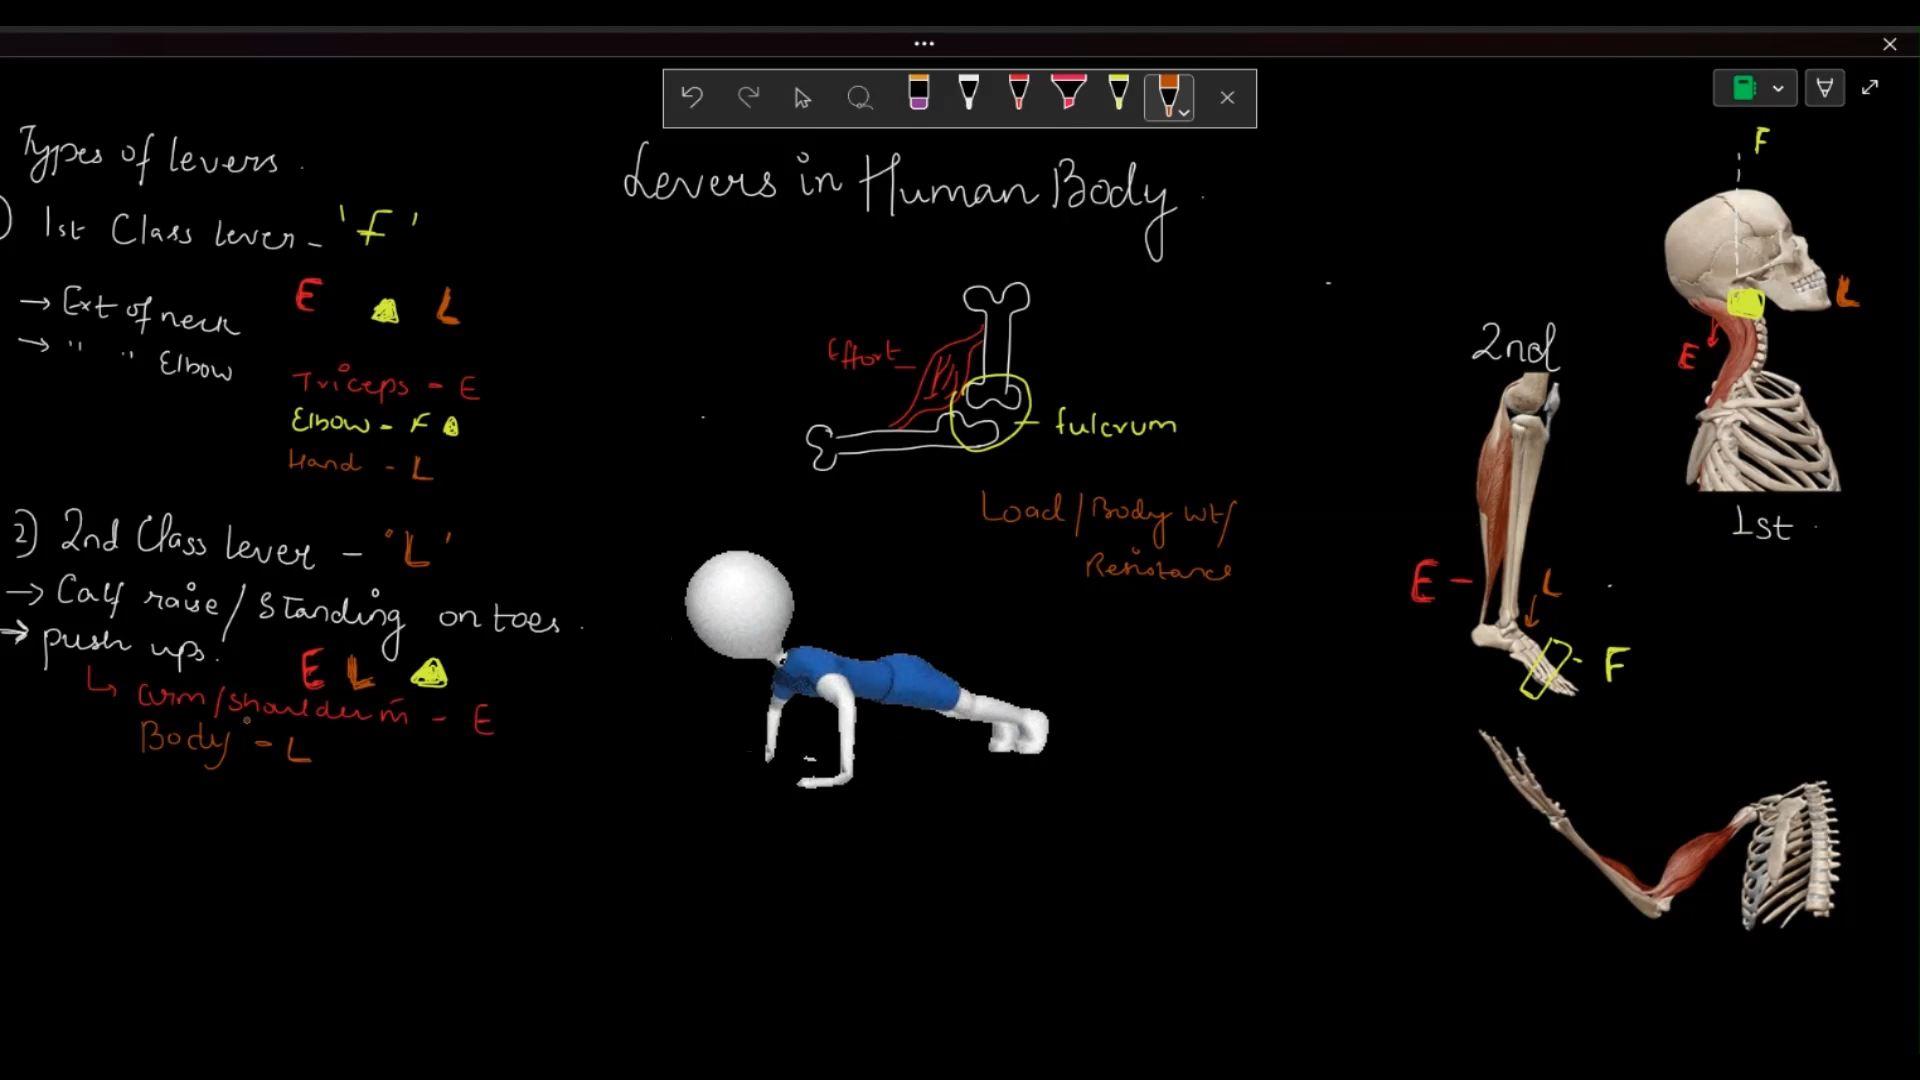 Types of levers.
) 1st Class lever - 'F'
→ Ext of neck
E L
→ " " Elbow
Triceps - E
Elbow - F
Hand - L
2) 2nd Class lever - 'L'
→ Calf raise / Standing on toes.
→ push ups.
E L
↳ arm/shoulder m - E
Body - L
Levers in Human Body.
Effort
fulcrum
Load / Body wt/
Resistance
2nd
E
L
F
F
L
E
1st